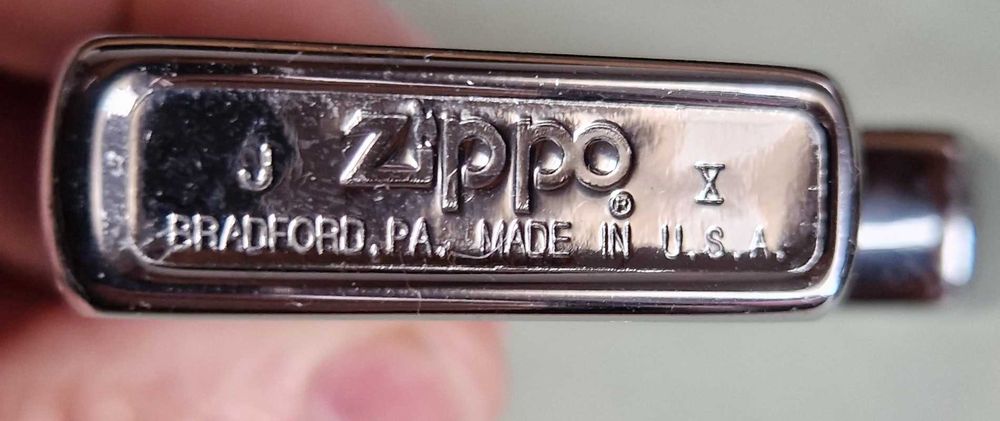 J Zippo® X
BRADFORD, PA. MADE IN U.S.A.